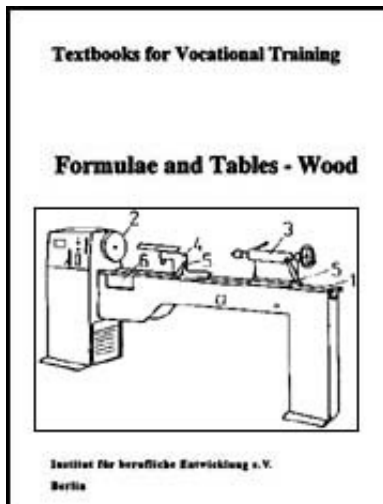 Textbooks for Vocational Training
Formulae and Tables - Wood
2
3
4
5
6
5
1
Institut für berufliche Entwicklung e.V.
Berlin